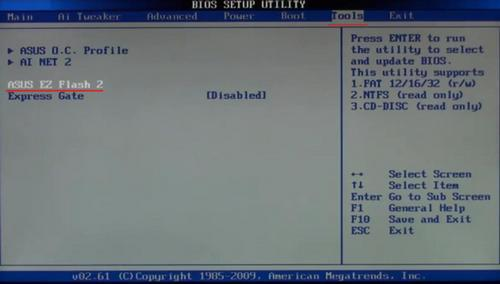 BIOS SETUP UTILITY
Main Ai Tweaker Advanced Power Boot Tools Exit
▶ ASUS O.C. Profile
▶ AI NET 2
ASUS EZ Flash 2
Express Gate [Disabled]
Press ENTER to run
the utility to select
and update BIOS.
This utility supports
1.FAT 12/16/32 (r/w)
2.NTFS (read only)
3.CD-DISC (read only)
↔ Select Screen
↑↓ Select Item
Enter Go to Sub Screen
F1 General Help
F10 Save and Exit
ESC Exit
v02.61 (C)Copyright 1985-2009, American Megatrends, Inc.